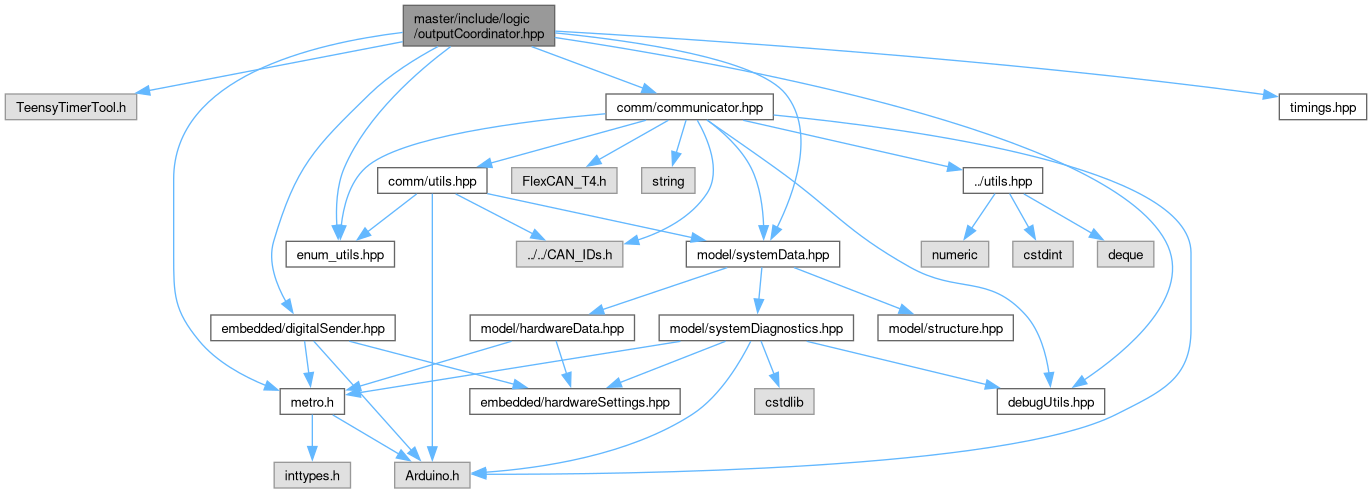 master/include/logic
/outputCoordinator.hpp
TeensyTimerTool.h
comm/communicator.hpp
timings.hpp
comm/utils.hpp
FlexCAN_T4.h
string
../utils.hpp
enum_utils.hpp
../../CAN_IDs.h
model/systemData.hpp
numeric
cstdint
deque
embedded/digitalSender.hpp
model/hardwareData.hpp
model/systemDiagnostics.hpp
model/structure.hpp
metro.h
embedded/hardwareSettings.hpp
cstdlib
debugUtils.hpp
inttypes.h
Arduino.h